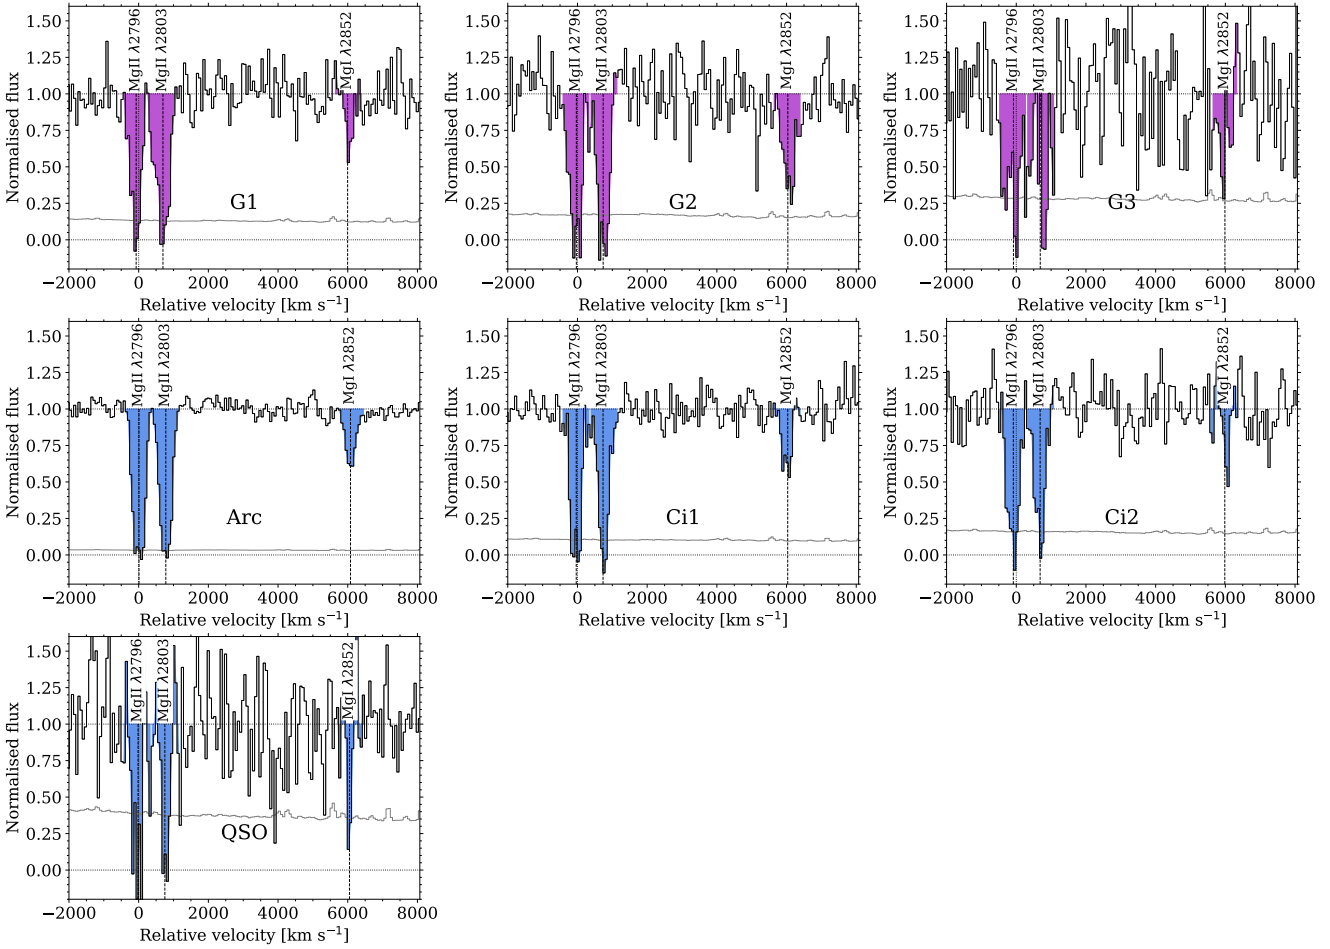 MgII λ2796
MgII λ2803
MgI λ2852
1.50
1.25
1.00
0.75
0.50
0.25
0.00
Normalised flux
G1
−2000 0 2000 4000 6000 8000
Relative velocity [km s⁻¹]
MgII λ2796
MgII λ2803
MgI λ2852
1.50
1.25
1.00
0.75
0.50
0.25
0.00
Normalised flux
G2
−2000 0 2000 4000 6000 8000
Relative velocity [km s⁻¹]
MgII λ2796
MgII λ2803
MgI λ2852
1.50
1.25
1.00
0.75
0.50
0.25
0.00
Normalised flux
G3
−2000 0 2000 4000 6000 8000
Relative velocity [km s⁻¹]
MgII λ2796
MgII λ2803
MgI λ2852
1.50
1.25
1.00
0.75
0.50
0.25
0.00
Normalised flux
Arc
−2000 0 2000 4000 6000 8000
Relative velocity [km s⁻¹]
MgII λ2796
MgII λ2803
MgI λ2852
1.50
1.25
1.00
0.75
0.50
0.25
0.00
Normalised flux
Ci1
−2000 0 2000 4000 6000 8000
Relative velocity [km s⁻¹]
MgII λ2796
MgII λ2803
MgI λ2852
1.50
1.25
1.00
0.75
0.50
0.25
0.00
Normalised flux
Ci2
−2000 0 2000 4000 6000 8000
Relative velocity [km s⁻¹]
MgII λ2796
MgII λ2803
MgI λ2852
1.50
1.25
1.00
0.75
0.50
0.25
0.00
Normalised flux
QSO
−2000 0 2000 4000 6000 8000
Relative velocity [km s⁻¹]